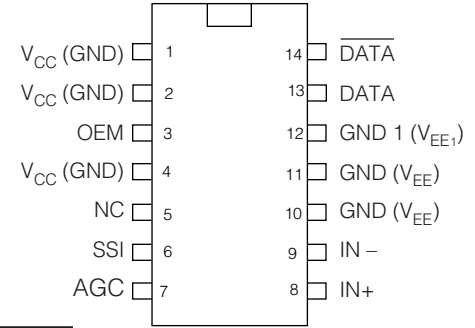 V_CC (GND) 1 14 D̅A̅T̅A̅
V_CC (GND) 2 13 DATA
OEM 3 12 GND 1 (V_EE1)
V_CC (GND) 4 11 GND (V_EE)
NC 5 10 GND (V_EE)
SSI 6 9 IN –
AGC 7 8 IN+